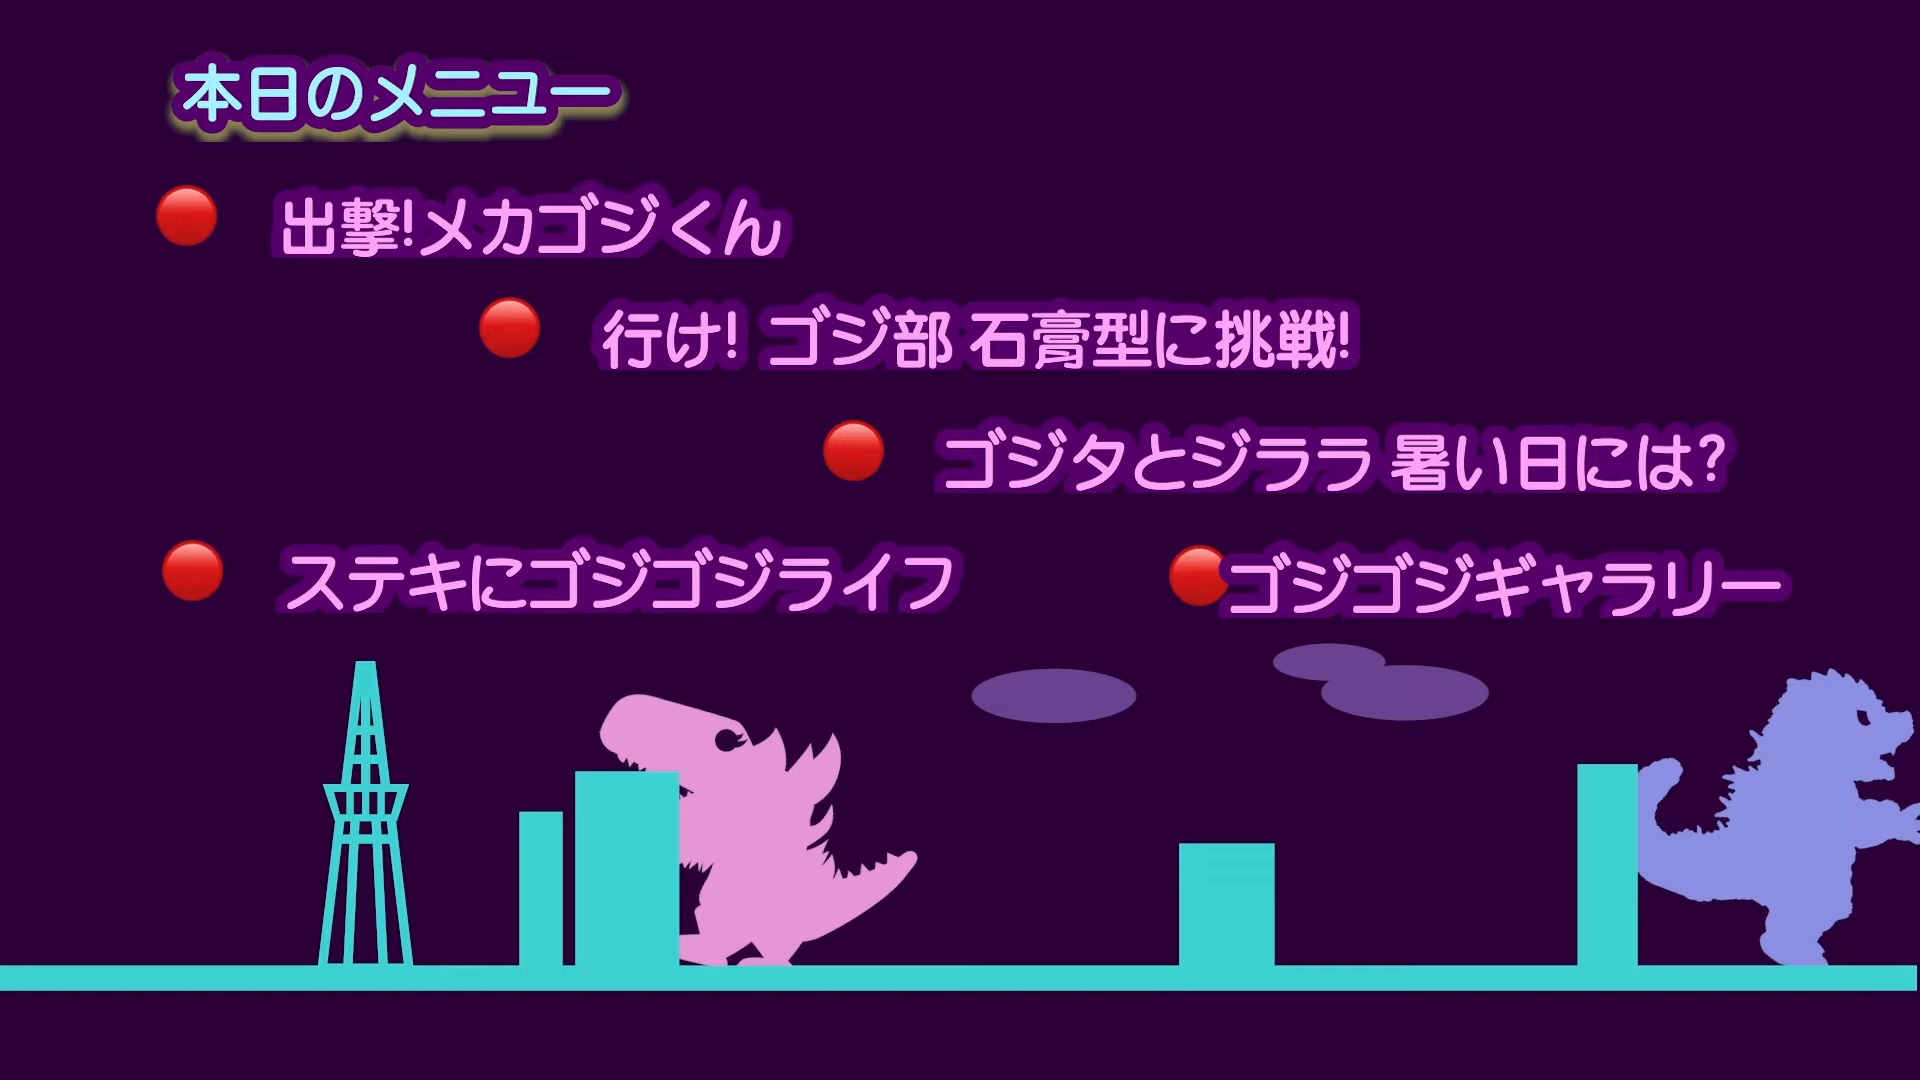 本日のメニュー
出撃!メカゴジくん
行け! ゴジ部 石膏型に挑戦!
ゴジタとジララ 暑い日には?
ステキにゴジゴジライフ
ゴジゴジギャラリー